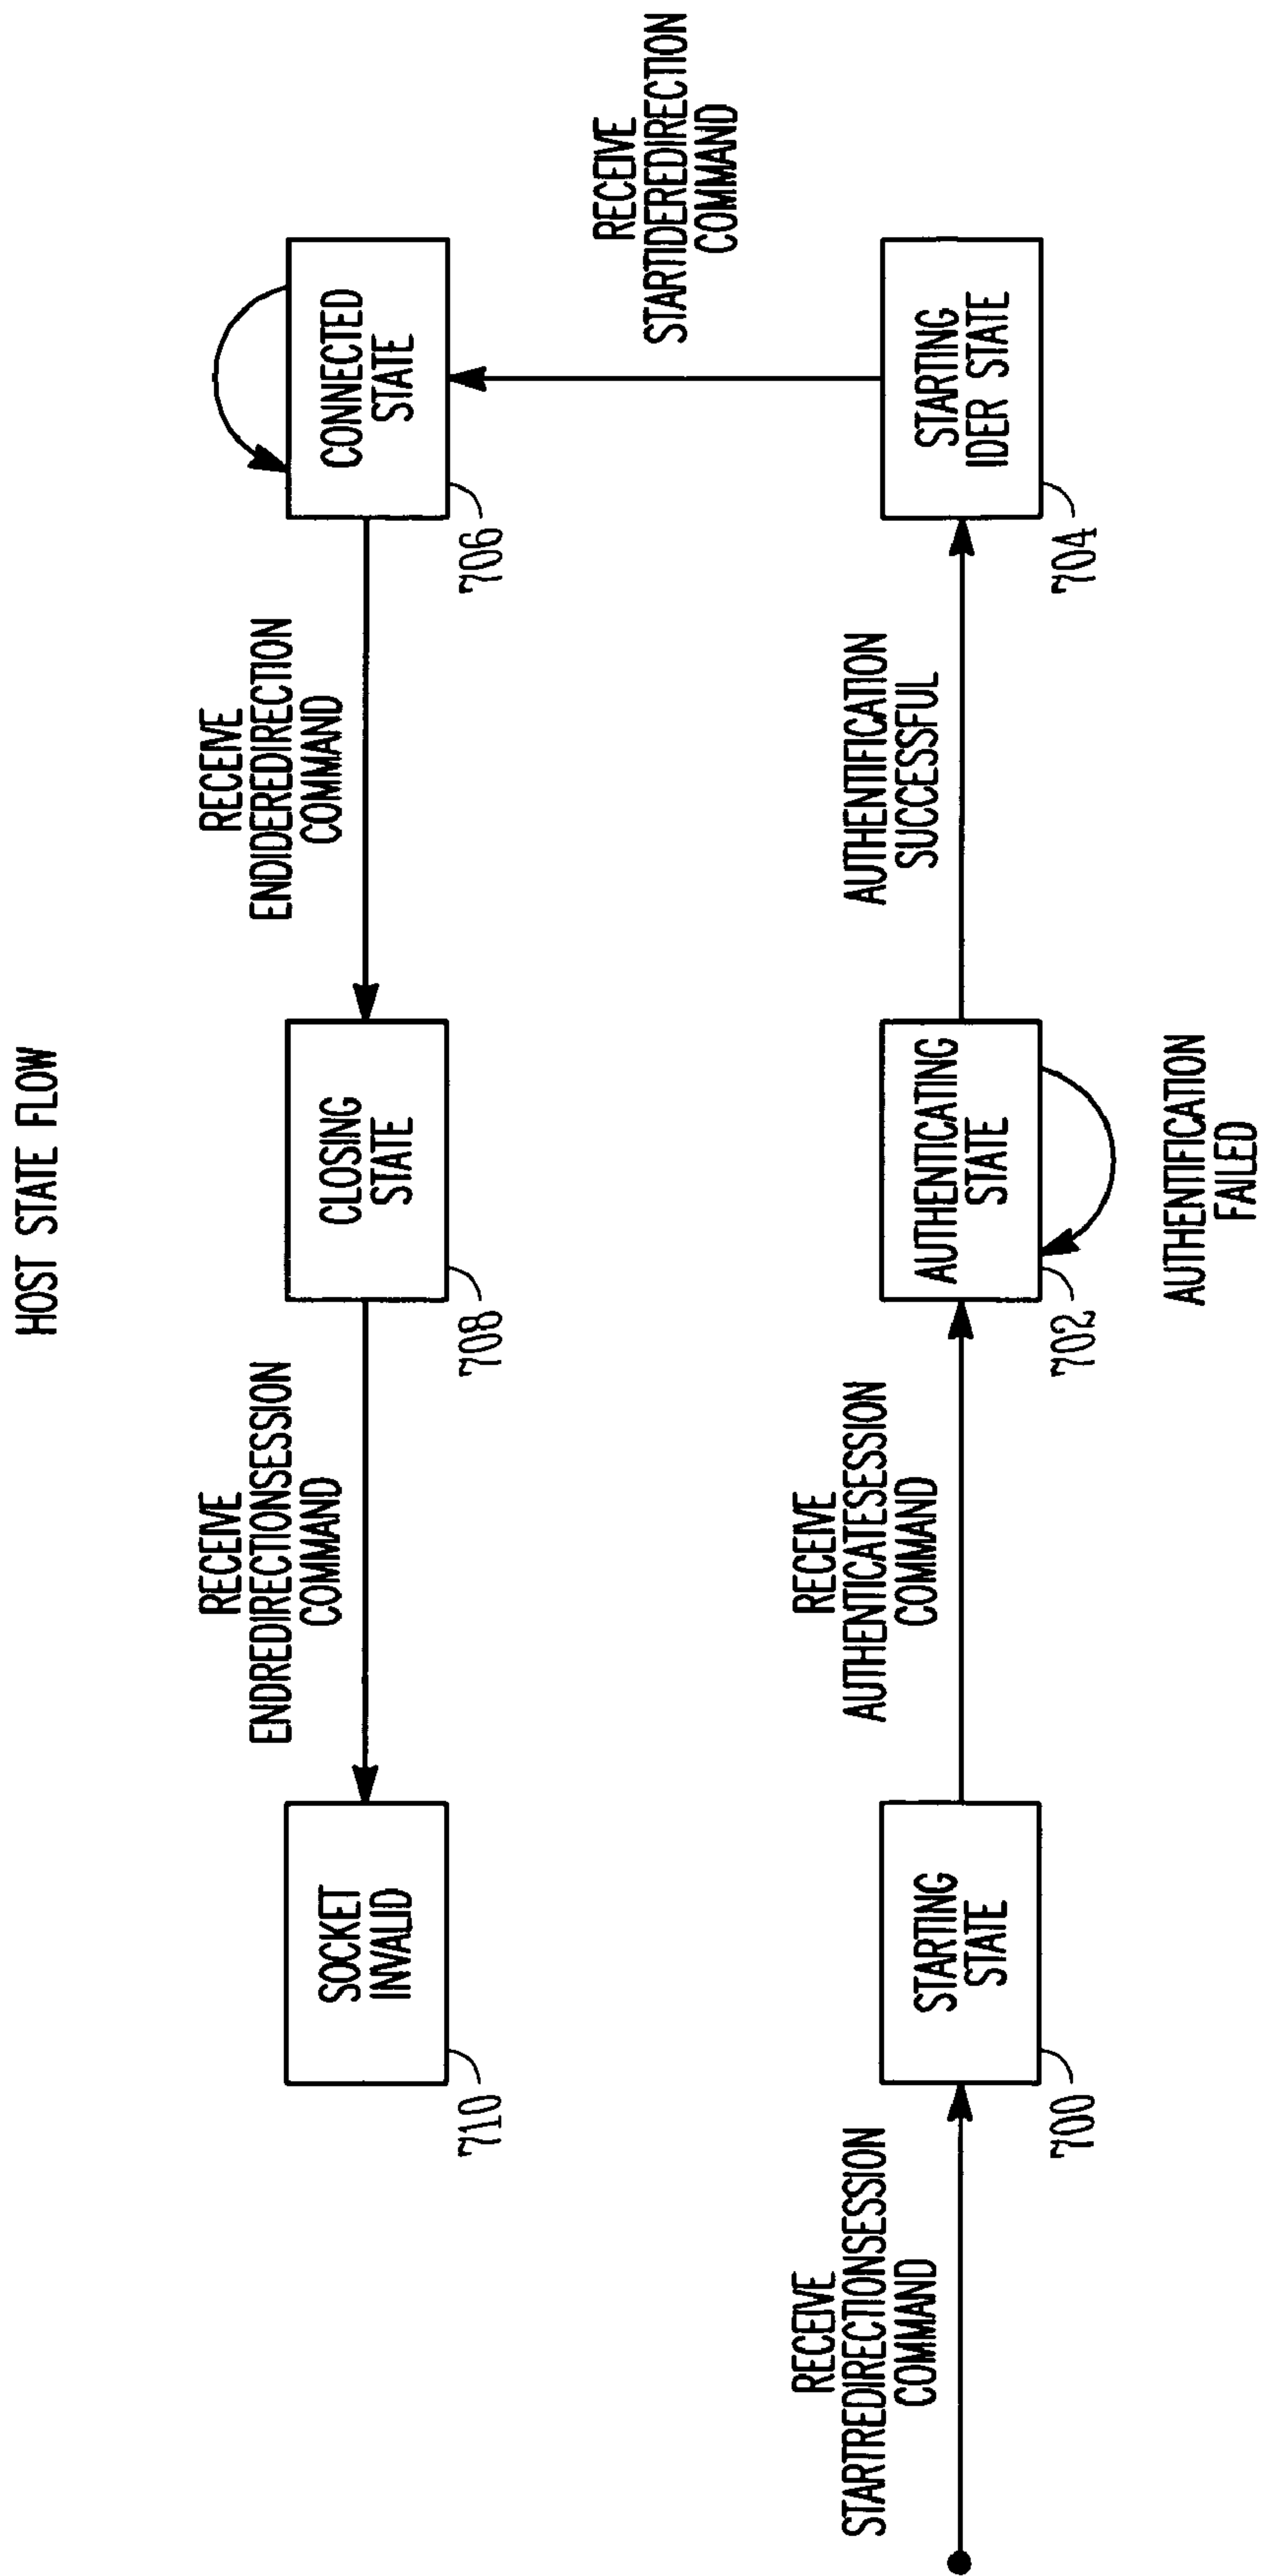 HOST STATE FLOW
SOCKET
INVALID
710
RECEIVE
ENDREDIRECTIONSESSION
COMMAND
CLOSING
STATE
708
RECEIVE
ENDIDEREDIRECTION
COMMAND
CONNECTED
STATE
706
RECEIVE
STARTIDEREDIRECTION
COMMAND
RECEIVE
STARTREDIRECTIONSESSION
COMMAND
STARTING
STATE
700
RECEIVE
AUTHENTICATESESSION
COMMAND
AUTHENTICATING
STATE
702
AUTHENTIFICATION
FAILED
AUTHENTIFICATION
SUCCESSFUL
STARTING
IDER STATE
704